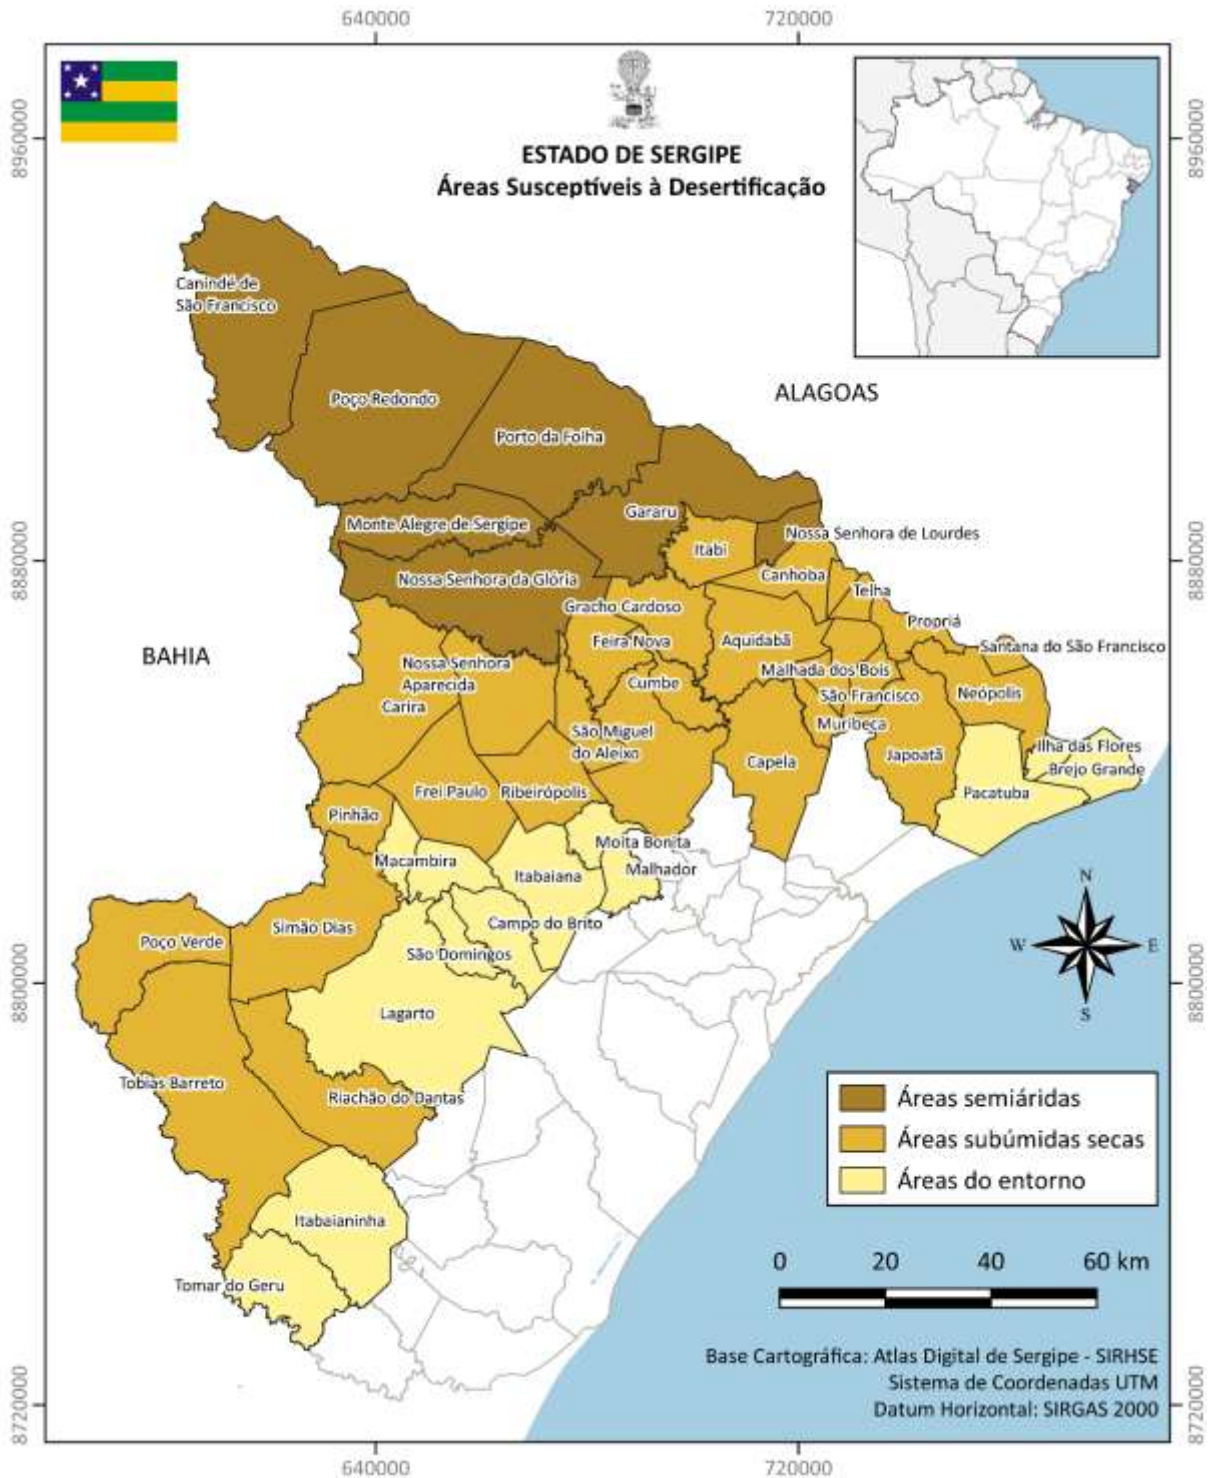 640000
720000
8960000
8960000
ESTADO DE SERGIPE
Áreas Susceptíveis à Desertificação
Canindé de
São Francisco
ALAGOAS
Poço Redondo
Porto da Folha
Gararu
Monte Alegre de Sergipe
Nossa Senhora de Lourdes
Itabi
8880000
8880000
Nossa Senhora da Glória
Canhoba
Telha
Gracho Cardoso
Propriá
Feira Nova
Aquidabã
Santana do São Francisco
BAHIA
Nossa Senhora
Aparecida
Malhada dos Bois
Cumbe
São Francisco
Neópolis
Carira
Muribeca
São Miguel
do Aleixo
Ilha das Flores
Capela
Japoatã
Brejo Grande
Frei Paulo
Ribeirópolis
Pacatuba
Pinhão
Moita Bonita
Macambira
Malhador
Itabaiana
N
Simão Dias
Campo do Brito
Poço Verde
W
E
São Domingos
8800000
8800000
S
Lagarto
Tobias Barreto
Riachão do Dantas
Áreas semiáridas
Áreas subúmidas secas
Áreas do entorno
Itabaianinha
Tomar do Geru
0 20 40 60 km
Base Cartográfica: Atlas Digital de Sergipe - SIRHSE
Sistema de Coordenadas UTM
Datum Horizontal: SIRGAS 2000
8720000
8720000
640000
720000